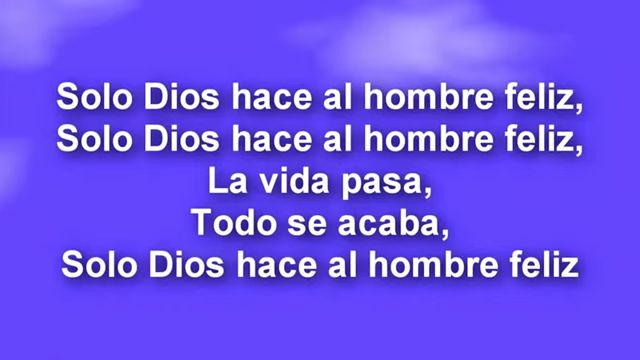 Solo Dios hace al hombre feliz,
Solo Dios hace al hombre feliz,
La vida pasa,
Todo se acaba,
Solo Dios hace al hombre feliz